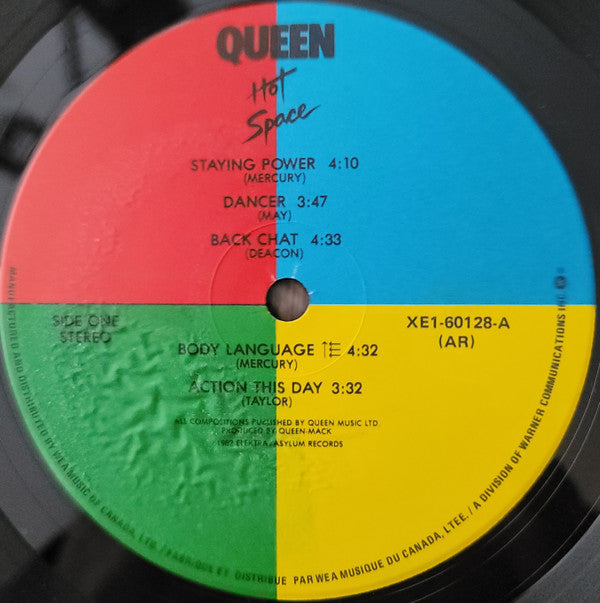 QUEEN
Hot
Space
STAYING POWER 4:10
(MERCURY)
DANCER 3:47
(MAY)
BACK CHAT 4:33
(DEACON)
SIDE ONE
STEREO
XE1-60128-A
(AR)
BODY LANGUAGE 4:32
(MERCURY)
ACTION THIS DAY 3:32
(TAYLOR)
ALL COMPOSITIONS PUBLISHED BY QUEEN MUSIC LTD.
PRODUCED BY QUEEN-MACK
1982 ELEKTRA/ASYLUM RECORDS
MANUFACTURED AND DISTRIBUTED BY WEA MUSIC OF CANADA, LTD. / FABRIQUE ET DISTRIBUE PAR WEA MUSIQUE DU CANADA, LTEE. / A DIVISION OF WARNER COMMUNICATIONS INC.